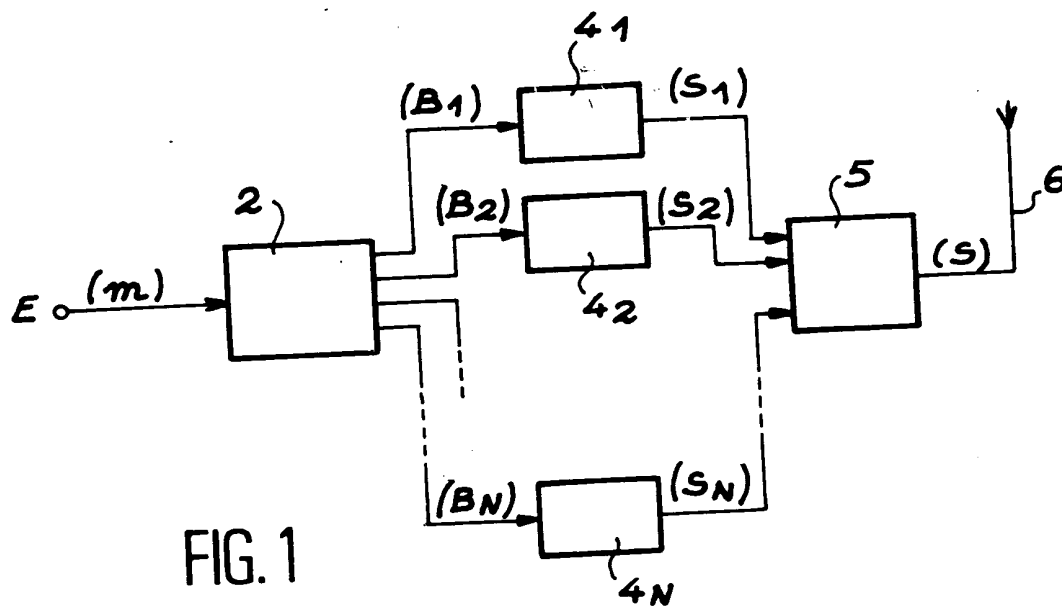 41
(B1)
(S1)
2
(B2)
(S2)
5
6
E
(m)
42
(S)
(BN)
(SN)
4N
FIG. 1